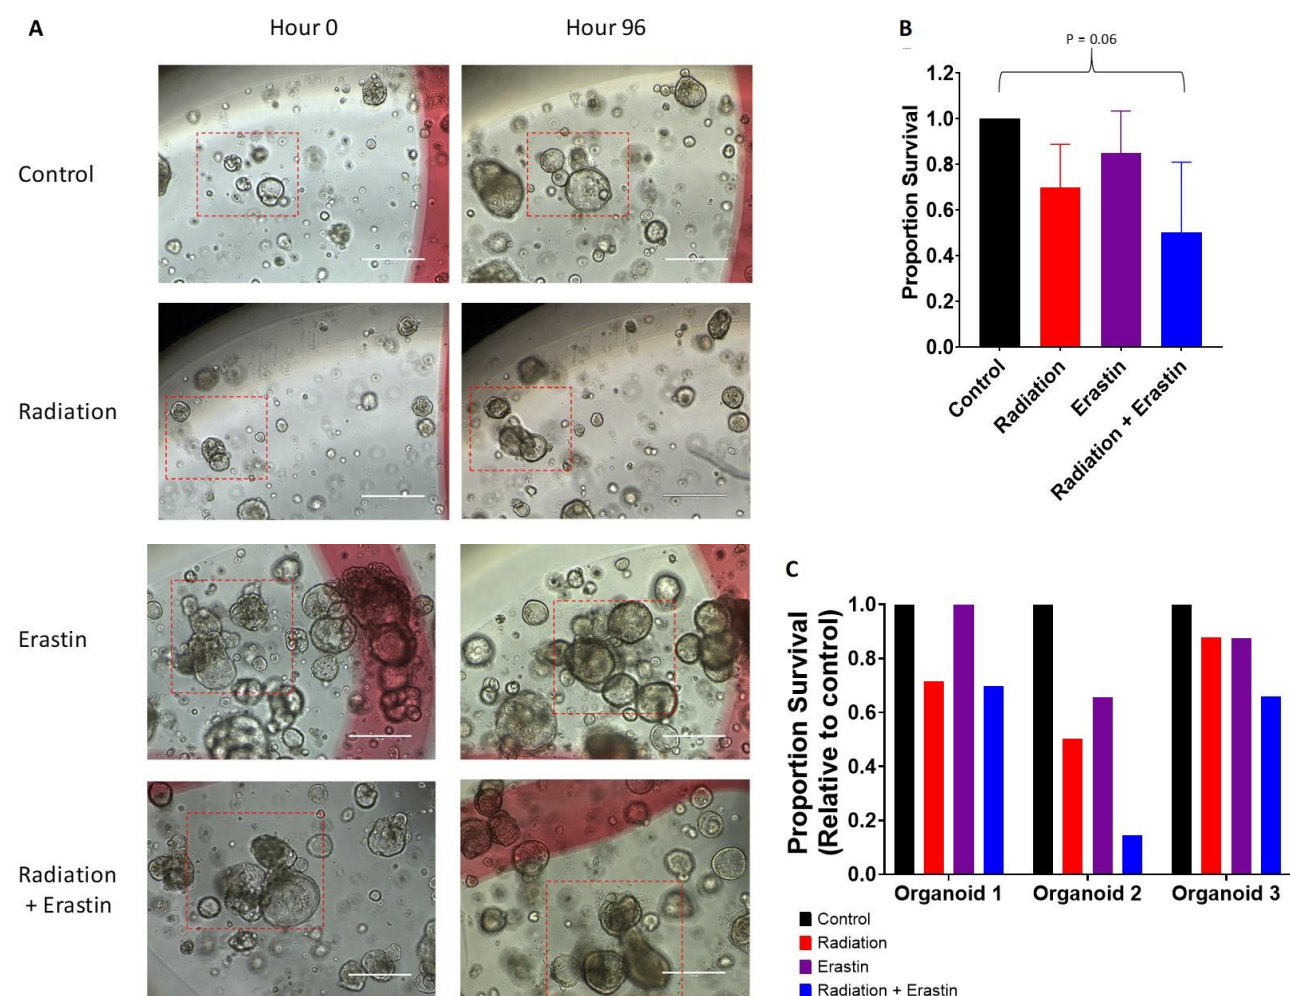 A
Hour 0
Hour 96
Control
Radiation
Erastin
Radiation
+ Erastin
B
P = 0.06
Proportion Survival
1.2
1.0
0.8
0.6
0.4
0.2
0.0
Control
Radiation
Erastin
Radiation + Erastin
C
Proportion Survival
(Relative to control)
1.0
0.8
0.6
0.4
0.2
0.0
Organoid 1
Organoid 2
Organoid 3
Control
Radiation
Erastin
Radiation + Erastin